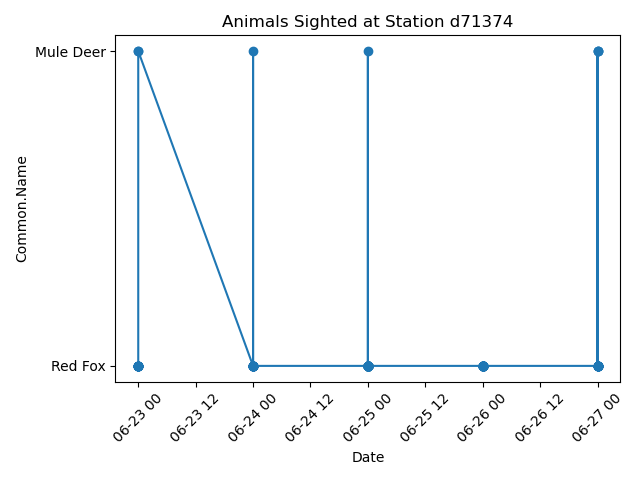 Animals Sighted at Station d71374
Mule Deer
Common.Name
Red Fox
06-23 00
06-23 12
06-24 00
06-24 12
06-25 00
06-25 12
06-26 00
06-26 12
06-27 00
Date